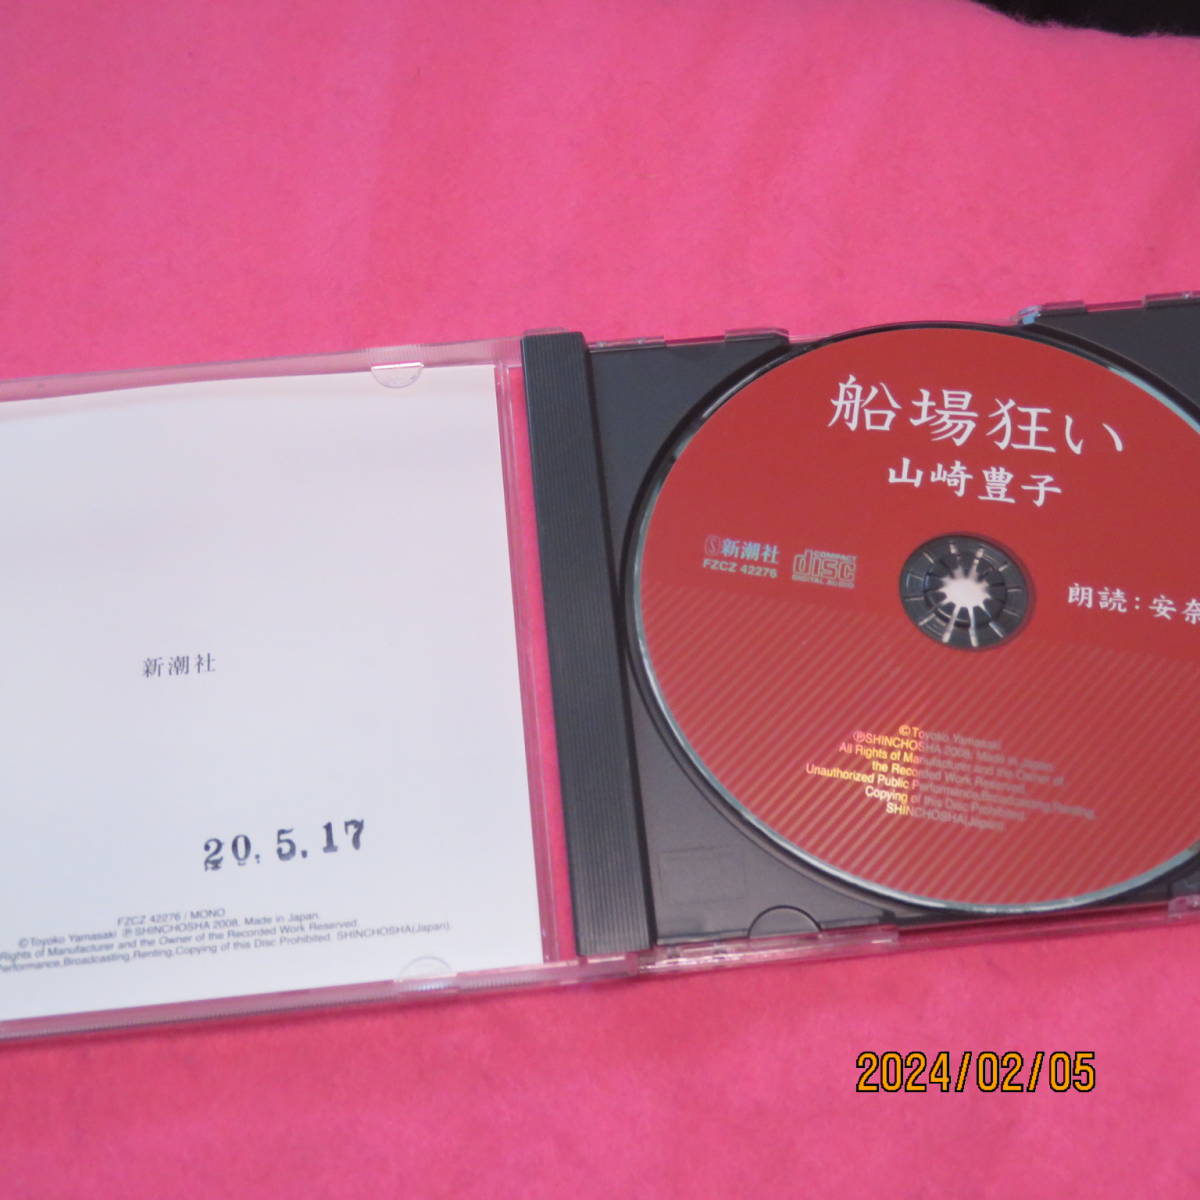 新潮社
20.5.17
FZCZ 42276 / MONO
©Toyoko Yamasaki ℗SHINCHOSHA 2008, Made in Japan
Rights of Manufacturer and the Owner of the Recorded Work Reserved.
Performance,Broadcasting,Renting,Copying of this Disc Prohibited. SHINCHOSHA(Japan).
船場狂い
山崎豊子
新潮社
FZCZ 42276
COMPACT
disc
DIGITAL AUDIO
朗読：安奈
©Toyoko Yamasaki
℗SHINCHOSHA 2008, Made in Japan
All Rights of Manufacturer and the Owner of
the Recorded Work Reserved.
Unauthorized Public Performance,Broadcasting,Renting,
Copying of this Disc Prohibited.
SHINCHOSHA(Japan)
2024/02/05